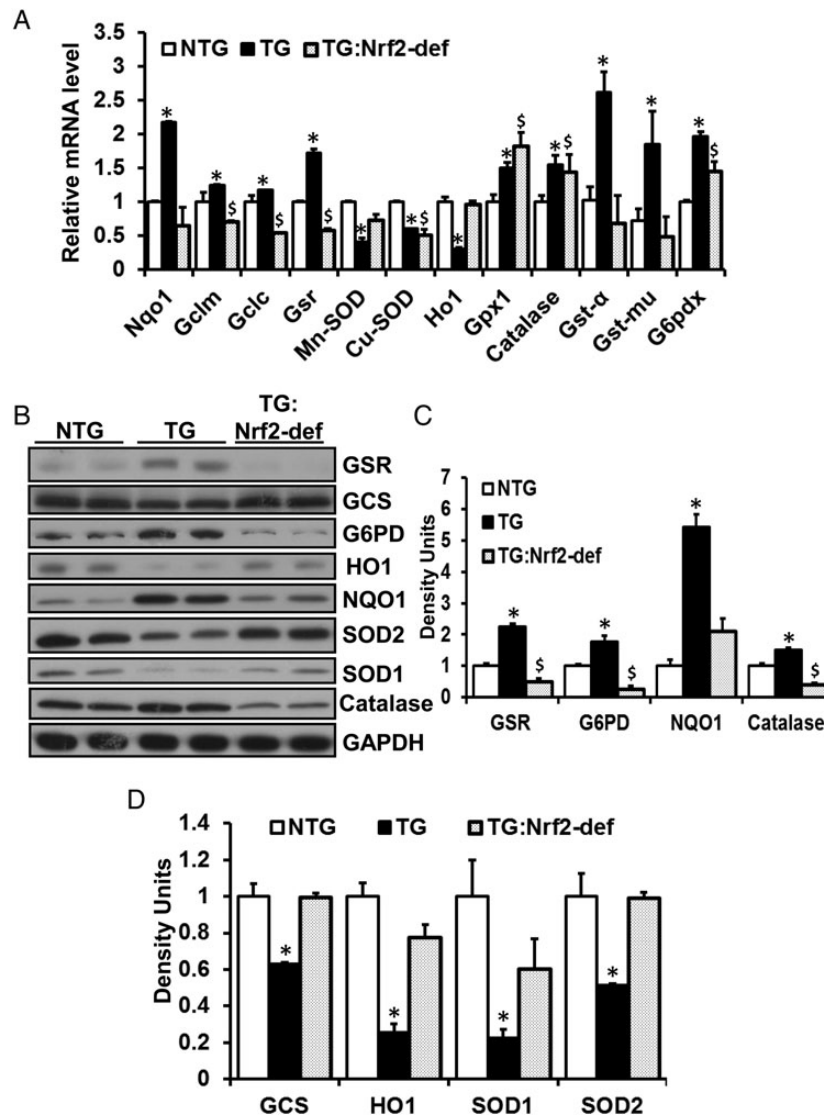 A
NTG TG TG:Nrf2-def
Relative mRNA level
3.5
3
2.5
2
1.5
1
0.5
0
* * $ * $ * $ * * $ * * $ * $ * * * $
Nqo1 Gclm Gclc Gsr Mn-SOD Cu-SOD Ho1 Gpx1 Catalase Gst-α Gst-mu G6pdx
B
NTG TG TG:
Nrf2-def
GSR
GCS
G6PD
HO1
NQO1
SOD2
SOD1
Catalase
GAPDH
C
NTG
TG
TG:Nrf2-def
Density Units
7
6
5
4
3
2
1
0
* $ * $ * * $
GSR G6PD NQO1 Catalase
D
NTG TG TG:Nrf2-def
Density Units
1.4
1.2
1
0.8
0.6
0.4
0.2
0
* * * *
GCS HO1 SOD1 SOD2